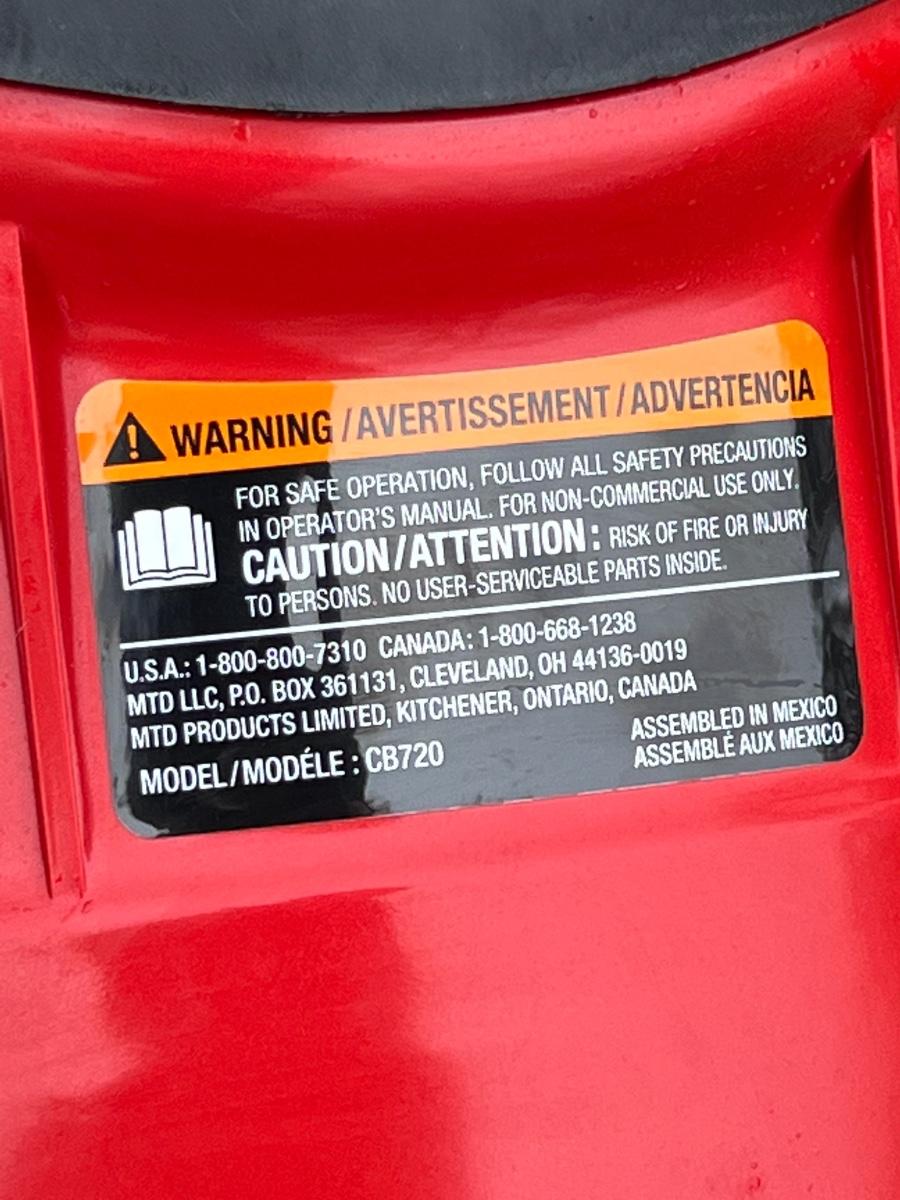 WARNING / AVERTISSEMENT / ADVERTENCIA
FOR SAFE OPERATION, FOLLOW ALL SAFETY PRECAUTIONS
IN OPERATOR'S MANUAL. FOR NON-COMMERCIAL USE ONLY.
CAUTION/ATTENTION: RISK OF FIRE OR INJURY
TO PERSONS. NO USER-SERVICEABLE PARTS INSIDE.
U.S.A.: 1-800-800-7310 CANADA: 1-800-668-1238
MTD LLC, P.O. BOX 361131, CLEVELAND, OH 44136-0019
MTD PRODUCTS LIMITED, KITCHENER, ONTARIO, CANADA
MODEL/MODÉLE : CB720
ASSEMBLED IN MEXICO
ASSEMBLÉ AUX MEXICO